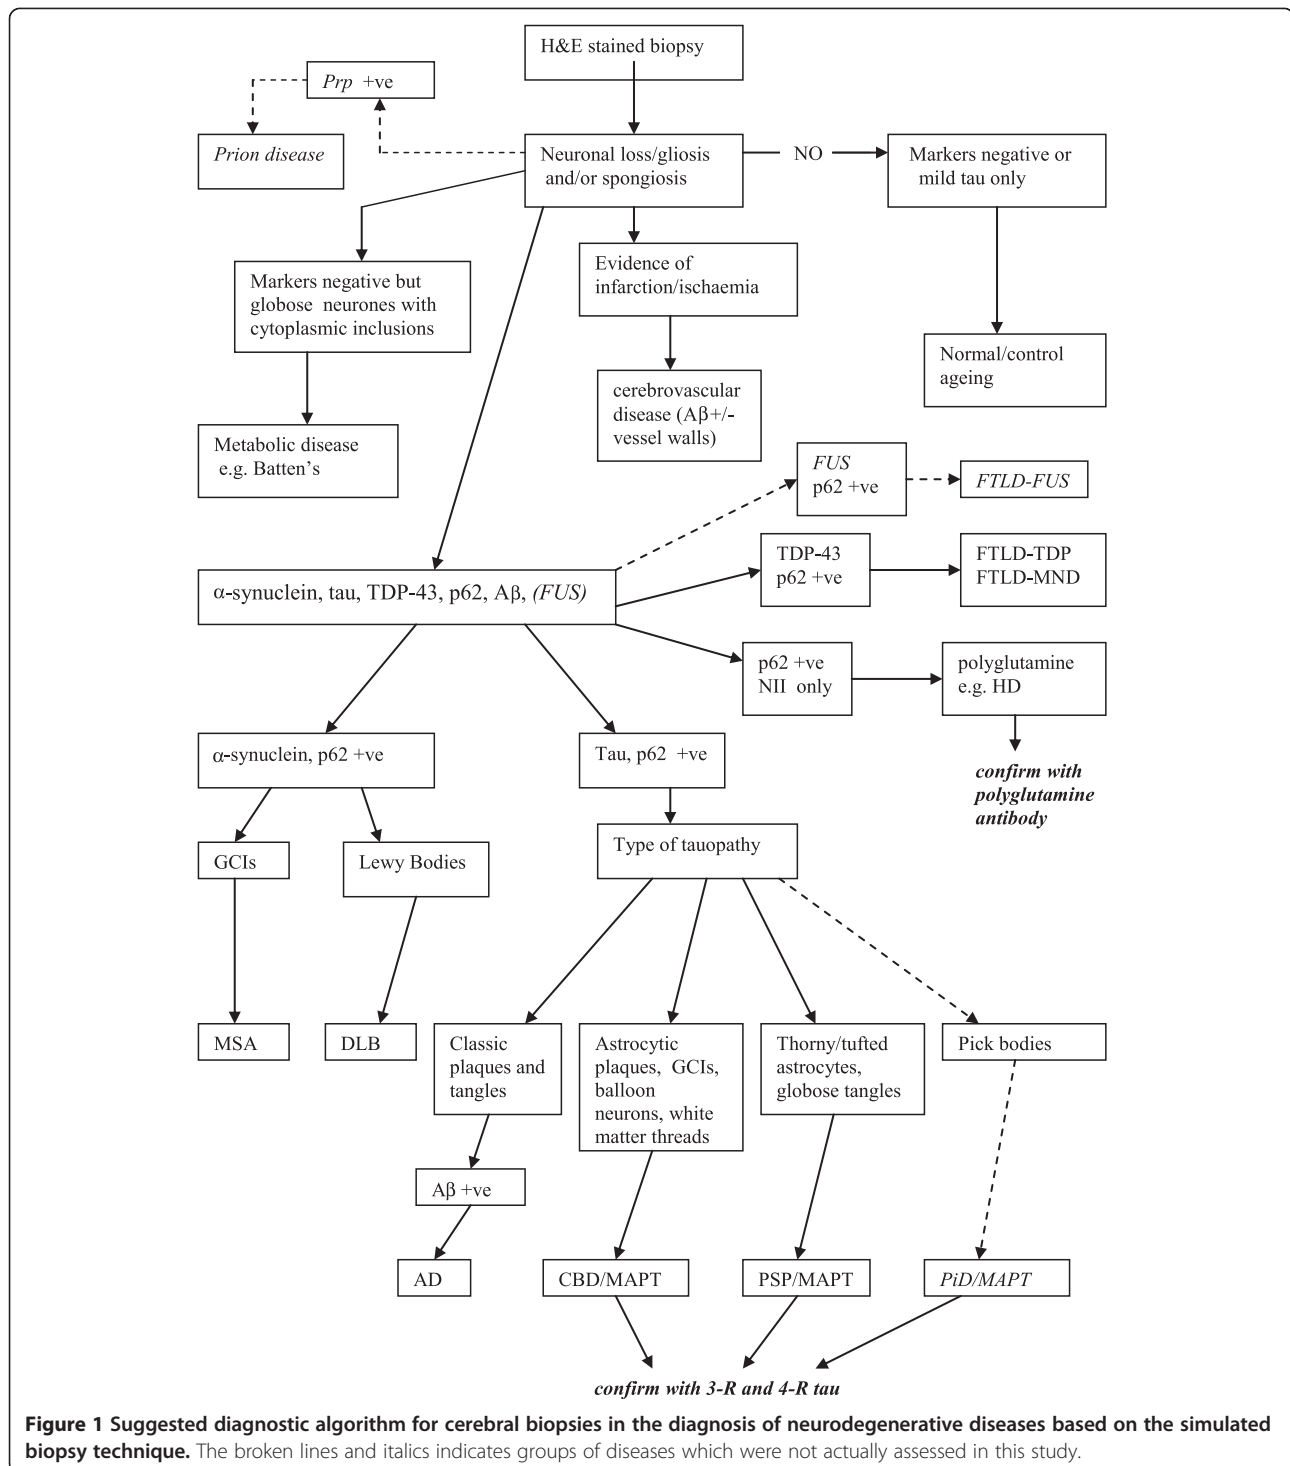 H&E stained biopsy
Prp +ve
Prion disease
Neuronal loss/gliosis
and/or spongiosis
NO
Markers negative or
mild tau only
Markers negative but
globose neurones with
cytoplasmic inclusions
Evidence of
infarction/ischaemia
Normal/control
ageing
Metabolic disease
e.g. Batten's
cerebrovascular
disease (Aβ+/-
vessel walls)
FUS
p62 +ve
FTLD-FUS
TDP-43
p62 +ve
FTLD-TDP
FTLD-MND
α-synuclein, tau, TDP-43, p62, Aβ, (FUS)
p62 +ve
NII only
polyglutamine
e.g. HD
α-synuclein, p62 +ve
Tau, p62 +ve
confirm with
polyglutamine
antibody
GCIs
Lewy Bodies
Type of tauopathy
MSA
DLB
Classic
plaques and
tangles
Astrocytic
plaques, GCIs,
balloon
neurons, white
matter threads
Thorny/tufted
astrocytes,
globose tangles
Pick bodies
Aβ +ve
AD
CBD/MAPT
PSP/MAPT
PiD/MAPT
confirm with 3-R and 4-R tau
Figure 1 Suggested diagnostic algorithm for cerebral biopsies in the diagnosis of neurodegenerative diseases based on the simulated
biopsy technique. The broken lines and italics indicates groups of diseases which were not actually assessed in this study.